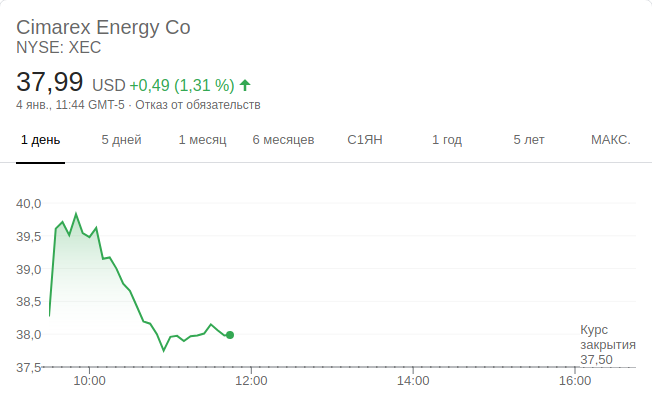 Cimarex Energy Co
NYSE: XEC
37,99 USD +0,49 (1,31 %)
4 янв., 11:44 GMT-5 · Отказ от обязательств
1 день 5 дней 1 месяц 6 месяцев С1ЯН 1 год 5 лет МАКС.
40,0
39,5
39,0
38,5
38,0
37,5
Курс
закрытия
37,50
10:00 12:00 14:00 16:00